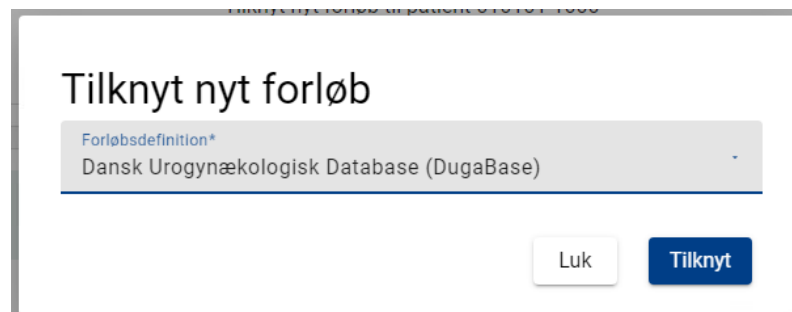 Tilknyt nyt forløb
Forløbsdefinition*
Dansk Urogynækologisk Database (DugaBase)
Luk
Tilknyt